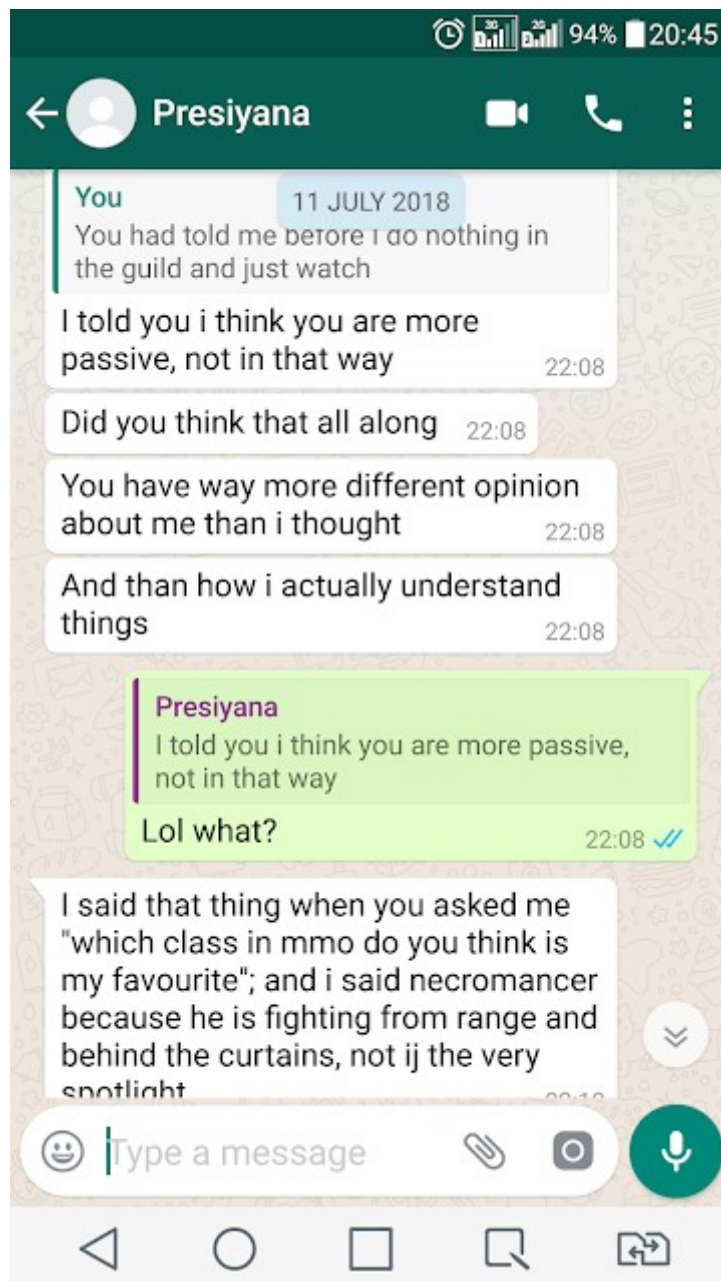 94% 20:45
Presiyana
11 JULY 2018
You
You had told me before I do nothing in
the guild and just watch
I told you i think you are more
passive, not in that way
22:08
Did you think that all along 22:08
You have way more different opinion
about me than i thought
22:08
And than how i actually understand
things
22:08
Presiyana
I told you i think you are more passive,
not in that way
Lol what?
22:08
I said that thing when you asked me
"which class in mmo do you think is
my favourite"; and i said necromancer
because he is fighting from range and
behind the curtains, not ij the very
spotlight
Type a message